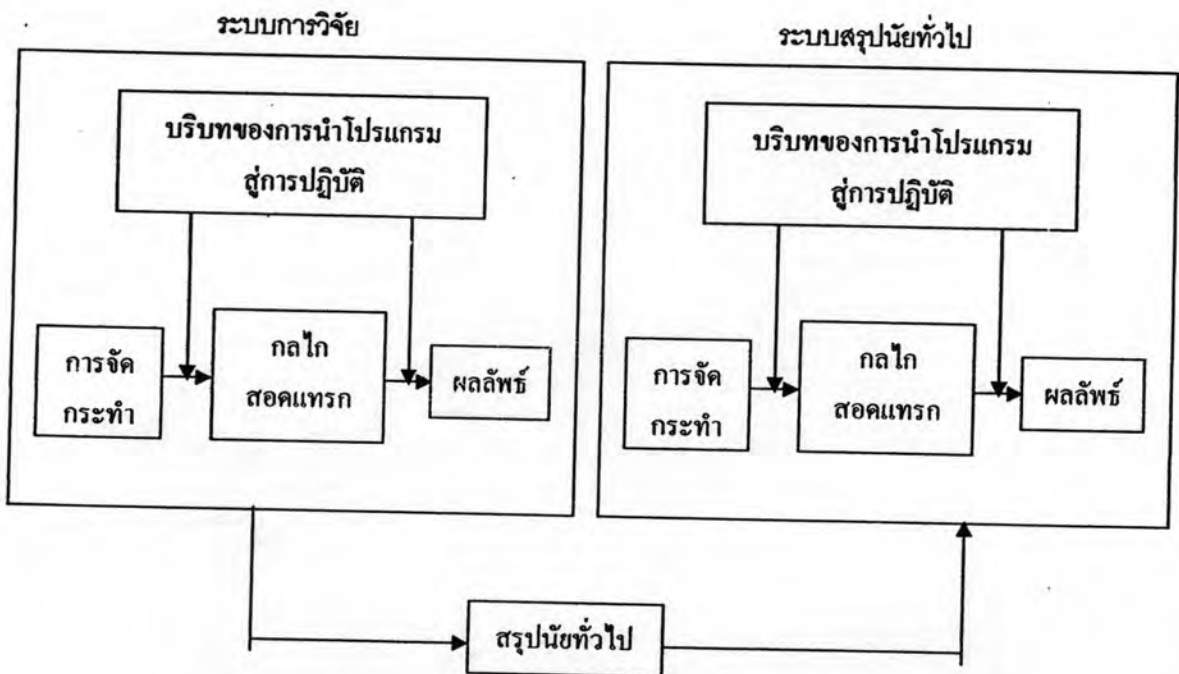 ระบบการวิจัย
บริบทของการนำโปรแกรม
สู่การปฏิบัติ
การจัด
กระทำ
กลไก
สอดแทรก
ผลลัพธ์
ระบบสรุปนัยทั่วไป
บริบทของการนำโปรแกรม
สู่การปฏิบัติ
การจัด
กระทำ
กลไก
สอดแทรก
ผลลัพธ์
สรุปนัยทั่วไป